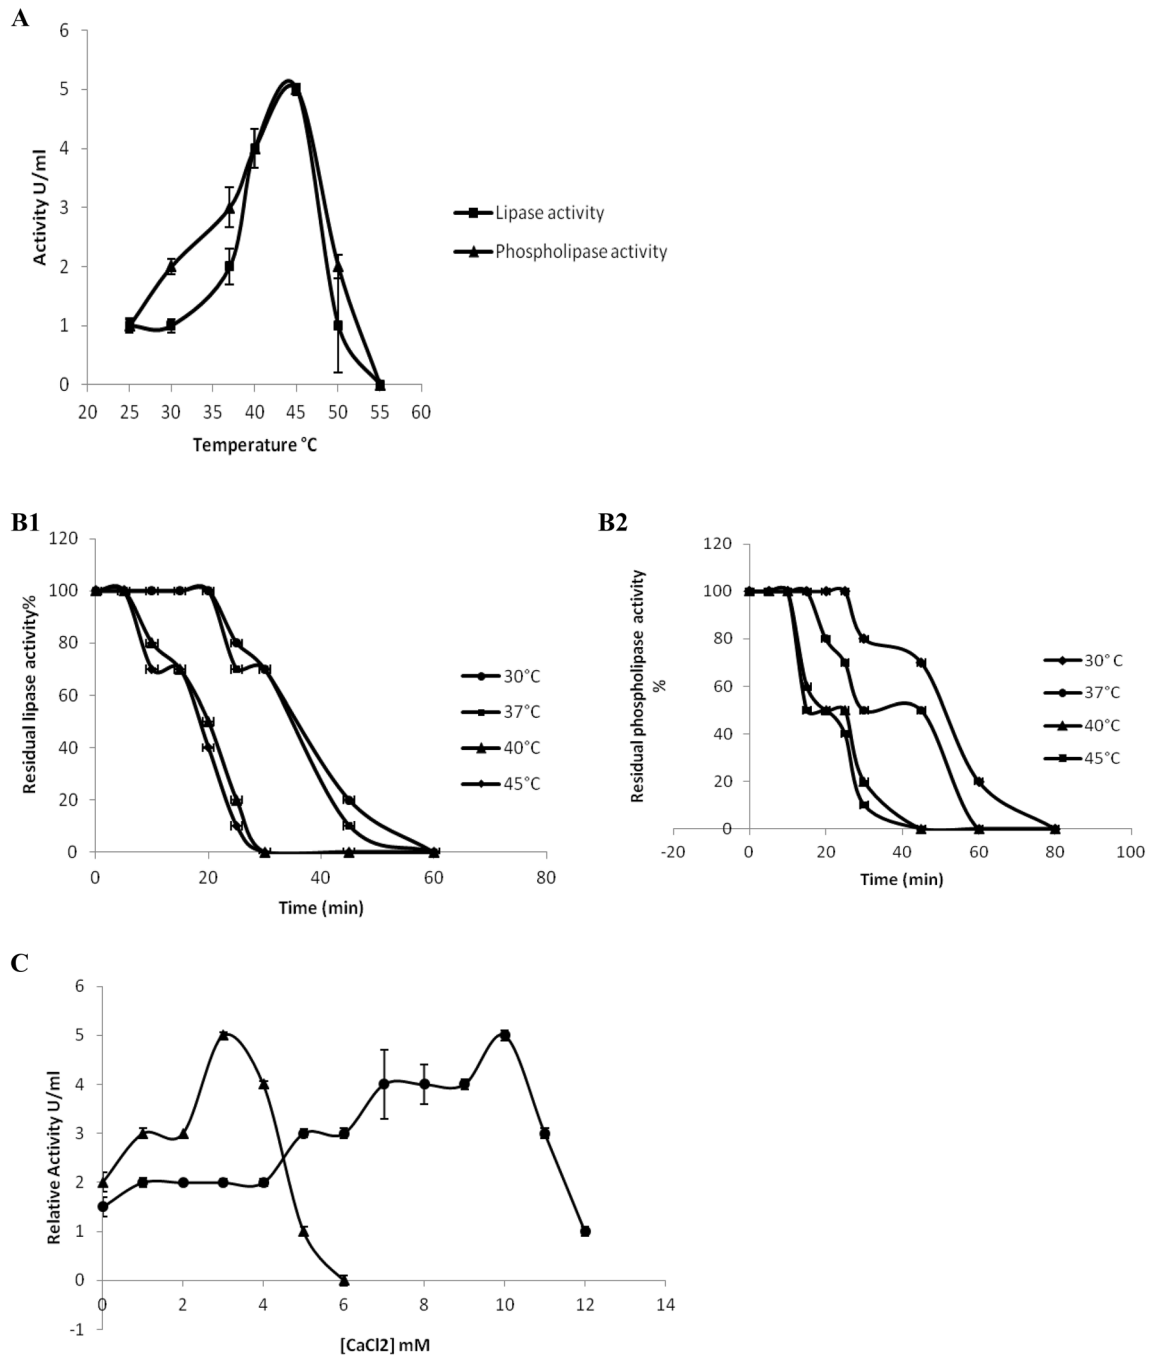 A
6
5
4
3
2
1
0
Activity U/ml
20 25 30 35 40 45 50 55 60
Temperature °C
Lipase activity
Phospholipase activity
B1
120
100
80
60
40
20
0
Residual lipase activity%
0 20 40 60 80
Time (min)
30°C
37°C
40°C
45°C
B2
120
100
80
60
40
20
0
Residual phospholipase activity
%
-20 0 20 40 60 80 100
Time (min)
30° C
37°C
40°C
45°C
C
6
5
4
3
2
1
0
-1
Relative Activity U/ml
0 2 4 6 8 10 12 14
[CaCl2] mM